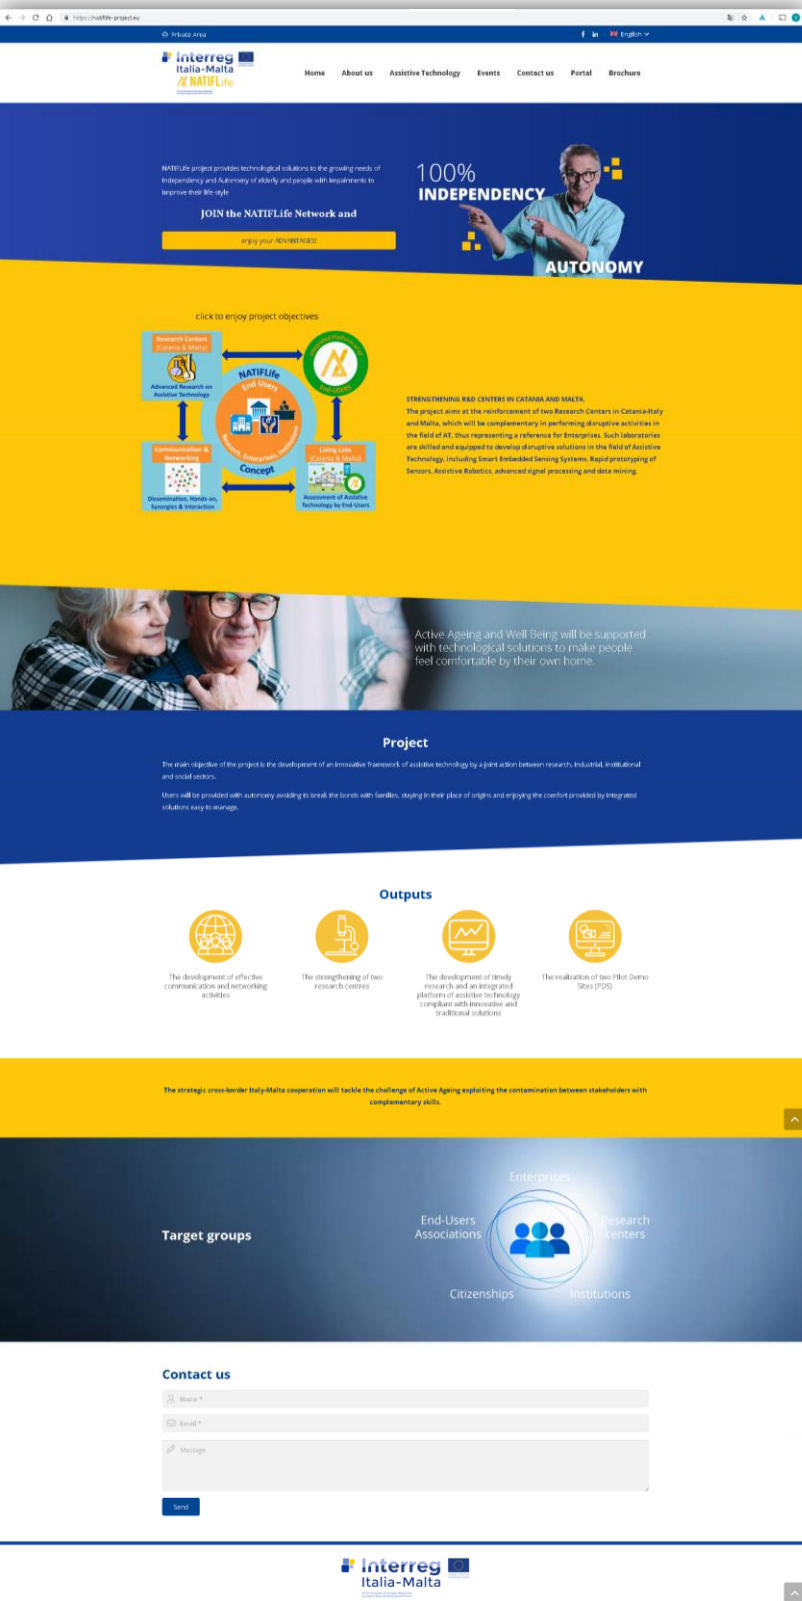 https://natiflife-project.eu
Private Area
English
Interreg
Italia-Malta
NATIFLife
Home About us Assistive Technology Events Contact us Portal Brochure
NATIFLife project provides technological solutions to the growing needs of
Independency and Autonomy of elderly and people with impairments to
improve their life-style
JOIN the NATIFLife Network and
enjoy your ADVANTAGES!
100%
INDEPENDENCY
AUTONOMY
click to enjoy project objectives
Research Centers
(Catania & Malta)
Advanced Research on
Assistive Technology
Integrated Platform of AT
END-USERS
NATIFLife
End Users
Research, Enterprises, Institutions
Concept
Communication &
Networking
Dissemination, Hands-on,
Synergies & Interaction
Living Labs
(Catania & Malta)
Assessment of Assistive
Technology by End-Users
STRENGTHENING R&D CENTERS IN CATANIA AND MALTA.
The project aims at the reinforcement of two Research Centers in Catania-Italy
and Malta, which will be complementary in performing disruptive activities in
the field of AT, thus representing a reference for Enterprises. Such laboratories
are skilled and equipped to develop disruptive solutions in the field of Assistive
Technology, including Smart Embedded Sensing Systems, Rapid prototyping of
Sensors, Assistive Robotics, advanced signal processing and data mining.
Active Ageing and Well Being will be supported
with technological solutions to make people
feel comfortable by their own home.
Project
The main objective of the project is the development of an innovative framework of assistive technology by a joint action between research, industrial, institutional
and social sectors.
Users will be provided with autonomy avoiding to break the bonds with families, staying in their place of origins and enjoying the comfort provided by integrated
solutions easy to manage.
Outputs
The development of effective
communication and networking
activities
The strengthening of two
research centres
The development of timely
research and an integrated
platform of assistive technology
compliant with innovative and
traditional solutions
The realization of two Pilot Demo
Sites (PDS)
The strategic cross-border Italy-Malta cooperation will tackle the challenge of Active Ageing exploiting the contamination between stakeholders with
complementary skills.
Target groups
Enterprises
End-Users
Associations
Research
centers
Citizenships
Institutions
Contact us
Name *
Email *
Message
Send
Interreg
Italia-Malta